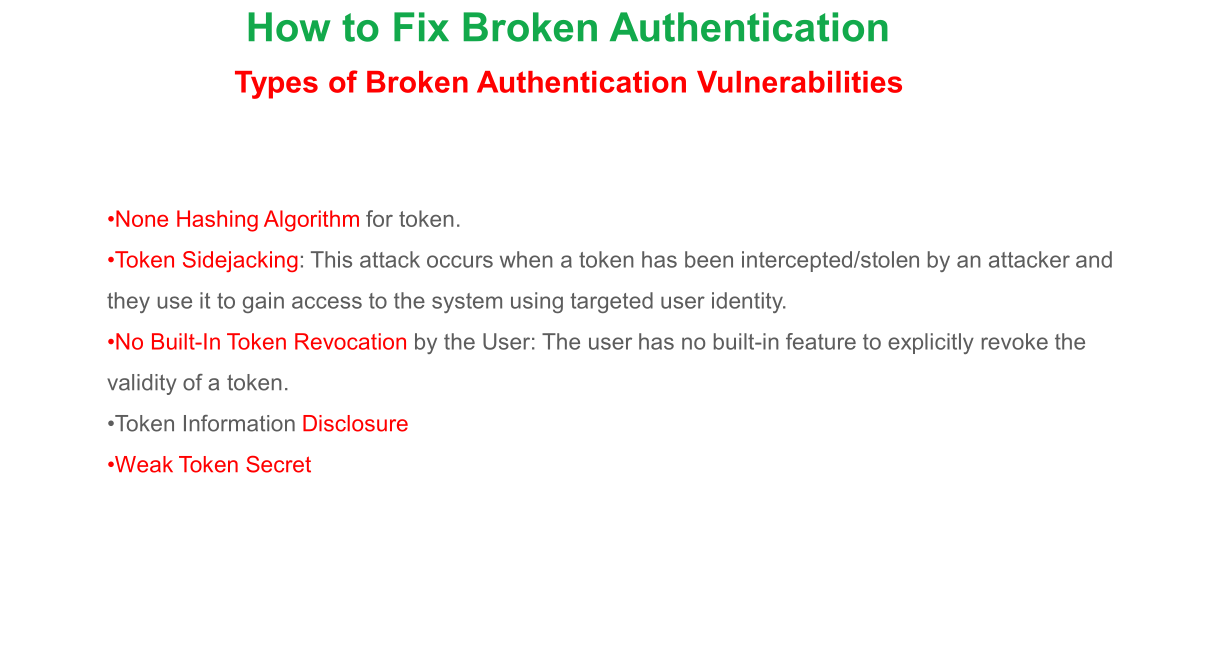 How to Fix Broken Authentication
Types of Broken Authentication Vulnerabilities
•None Hashing Algorithm for token.
•Token Sidejacking: This attack occurs when a token has been intercepted/stolen by an attacker and
they use it to gain access to the system using targeted user identity.
•No Built-In Token Revocation by the User: The user has no built-in feature to explicitly revoke the
validity of a token.
•Token Information Disclosure
•Weak Token Secret